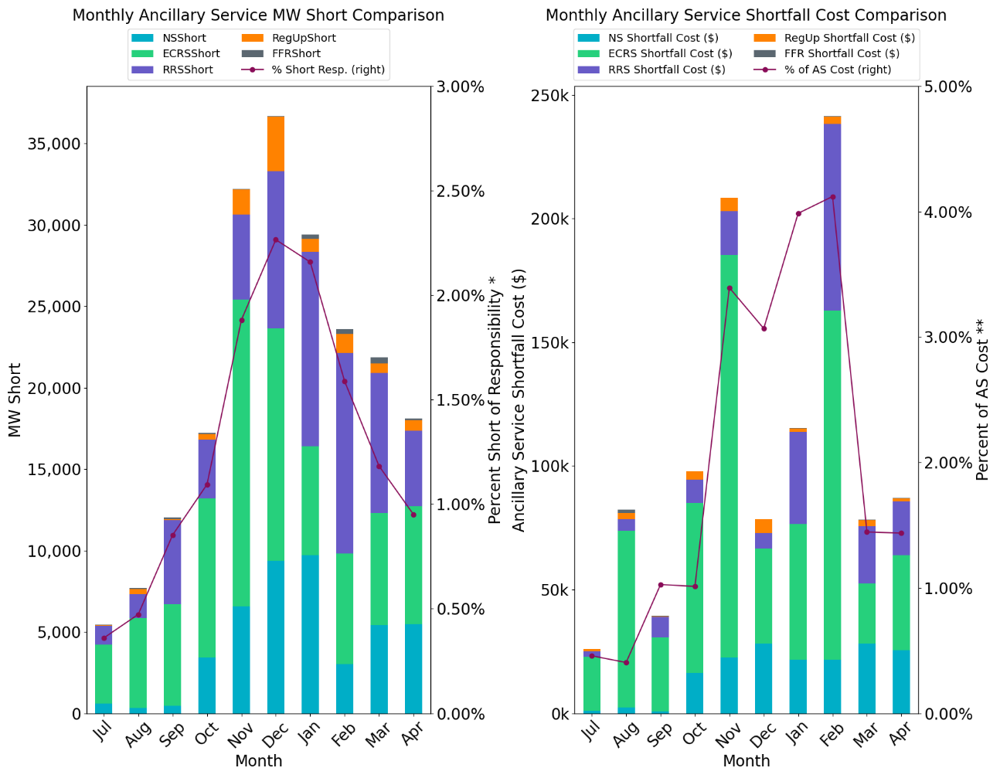 Monthly Ancillary Service MW Short Comparison
NSShort
ECRSShort
RRSShort
RegUpShort
FFRShort
% Short Resp. (right)
35,000
30,000
25,000
20,000
15,000
10,000
5,000
0
MW Short
3.00%
2.50%
2.00%
1.50%
1.00%
0.50%
0.00%
Percent Short of Responsibility *
Jul
Aug
Sep
Oct
Nov
Dec
Jan
Feb
Mar
Apr
Month
Monthly Ancillary Service Shortfall Cost Comparison
NS Shortfall Cost ($)
ECRS Shortfall Cost ($)
RRS Shortfall Cost ($)
RegUp Shortfall Cost ($)
FFR Shortfall Cost ($)
% of AS Cost (right)
250k
200k
150k
100k
50k
0k
Ancillary Service Shortfall Cost ($)
5.00%
4.00%
3.00%
2.00%
1.00%
0.00%
Percent of AS Cost **
Jul
Aug
Sep
Oct
Nov
Dec
Jan
Feb
Mar
Apr
Month